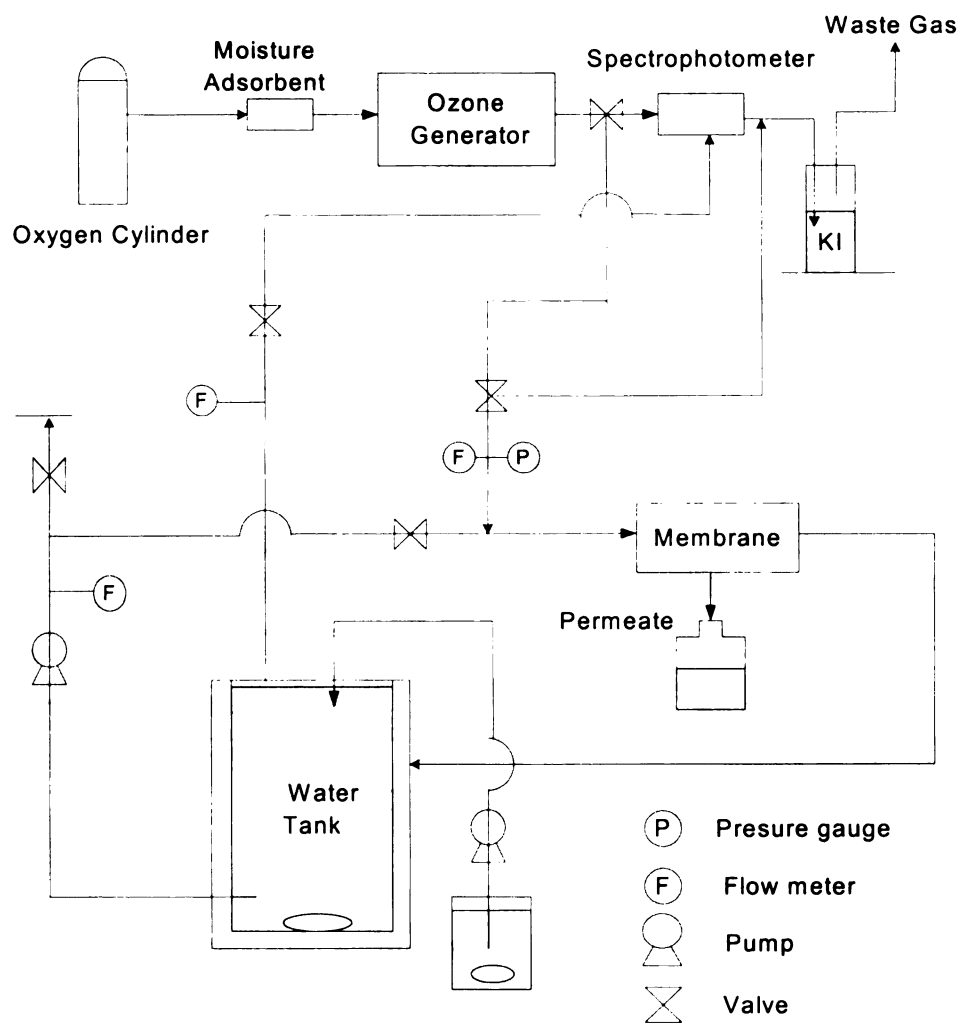 Waste Gas
Moisture
Adsorbent
Spectrophotometer
Ozone
Generator
Oxygen Cylinder
KI
F
F
P
F
Membrane
Permeate
Water
Tank
P Presure gauge
F Flow meter
Pump
Valve